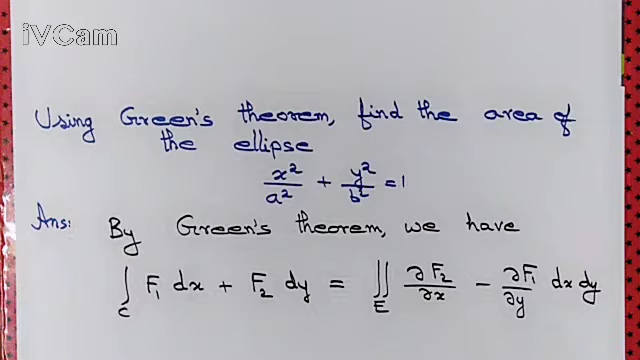 iVCam
Using Green's theorem, find the area of
the ellipse
x²/a² + y²/b² = 1
Ans: By Green's theorem, we have
∫_C F₁ dx + F₂ dy = ∬_E ∂F₂/∂x − ∂F₁/∂y dx dy